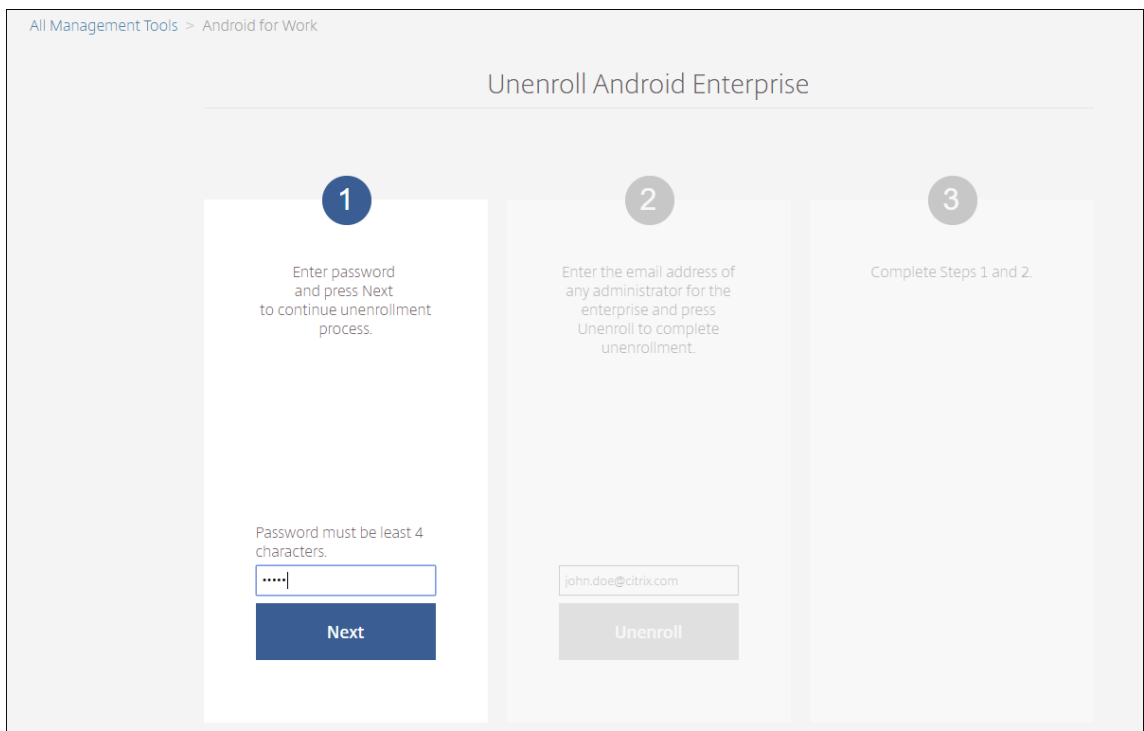 All Management Tools > Android for Work
Unenroll Android Enterprise
1
Enter password
and press Next
to continue unenrollment
process.
Password must be least 4
characters.
•••••
Next
2
Enter the email address of
any administrator for the
enterprise and press
Unenroll to complete
unenrollment.
john.doe@citrix.com
Unenroll
3
Complete Steps 1 and 2.